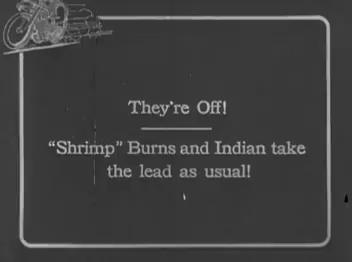 They're Off!
"Shrimp" Burns and Indian take
the lead as usual!